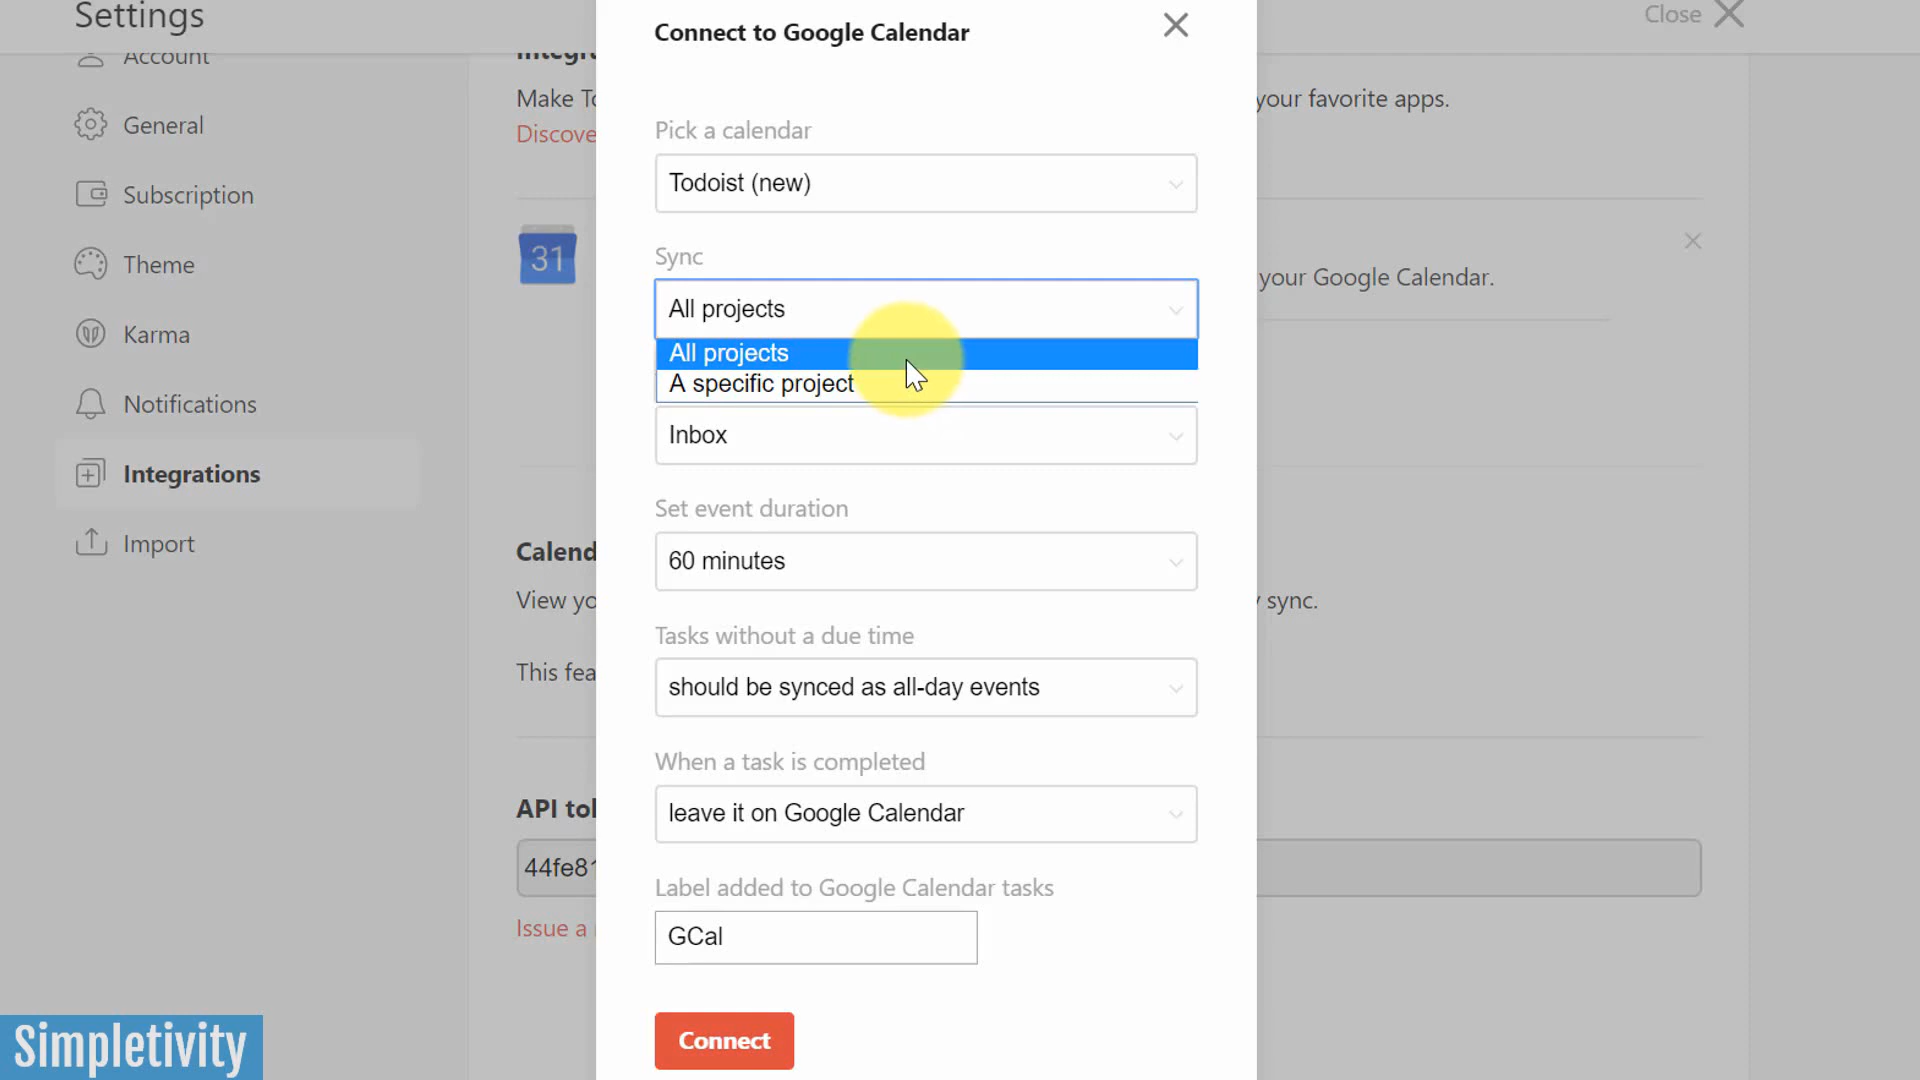 Settings
Close
Account
General
Subscription
Theme
Karma
Notifications
Integrations
Import
Make To
your favorite apps.
Discove
31
your Google Calendar.
Calend
View yo
sync.
This fea
API tok
44fe81
Issue a
Connect to Google Calendar
Pick a calendar
Todoist (new)
Sync
All projects
All projects
A specific project
Inbox
Set event duration
60 minutes
Tasks without a due time
should be synced as all-day events
When a task is completed
leave it on Google Calendar
Label added to Google Calendar tasks
GCal
Connect
Simpletivity